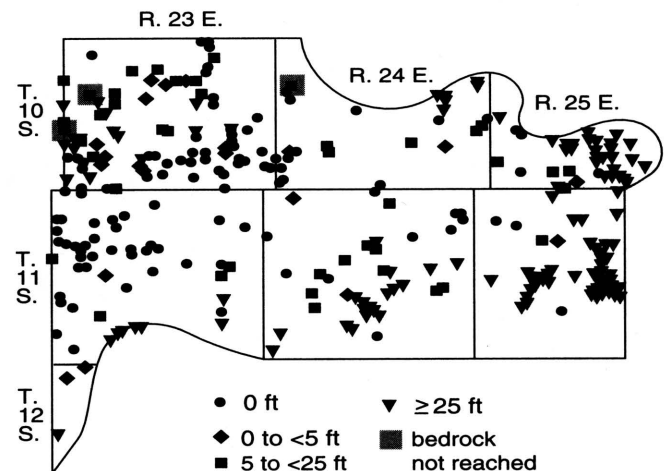 R. 23 E.
R. 24 E.
R. 25 E.
T.
10
S.
T.
11
S.
T.
12
S.
0 ft
0 to <5 ft
5 to <25 ft
≥25 ft
bedrock
not reached